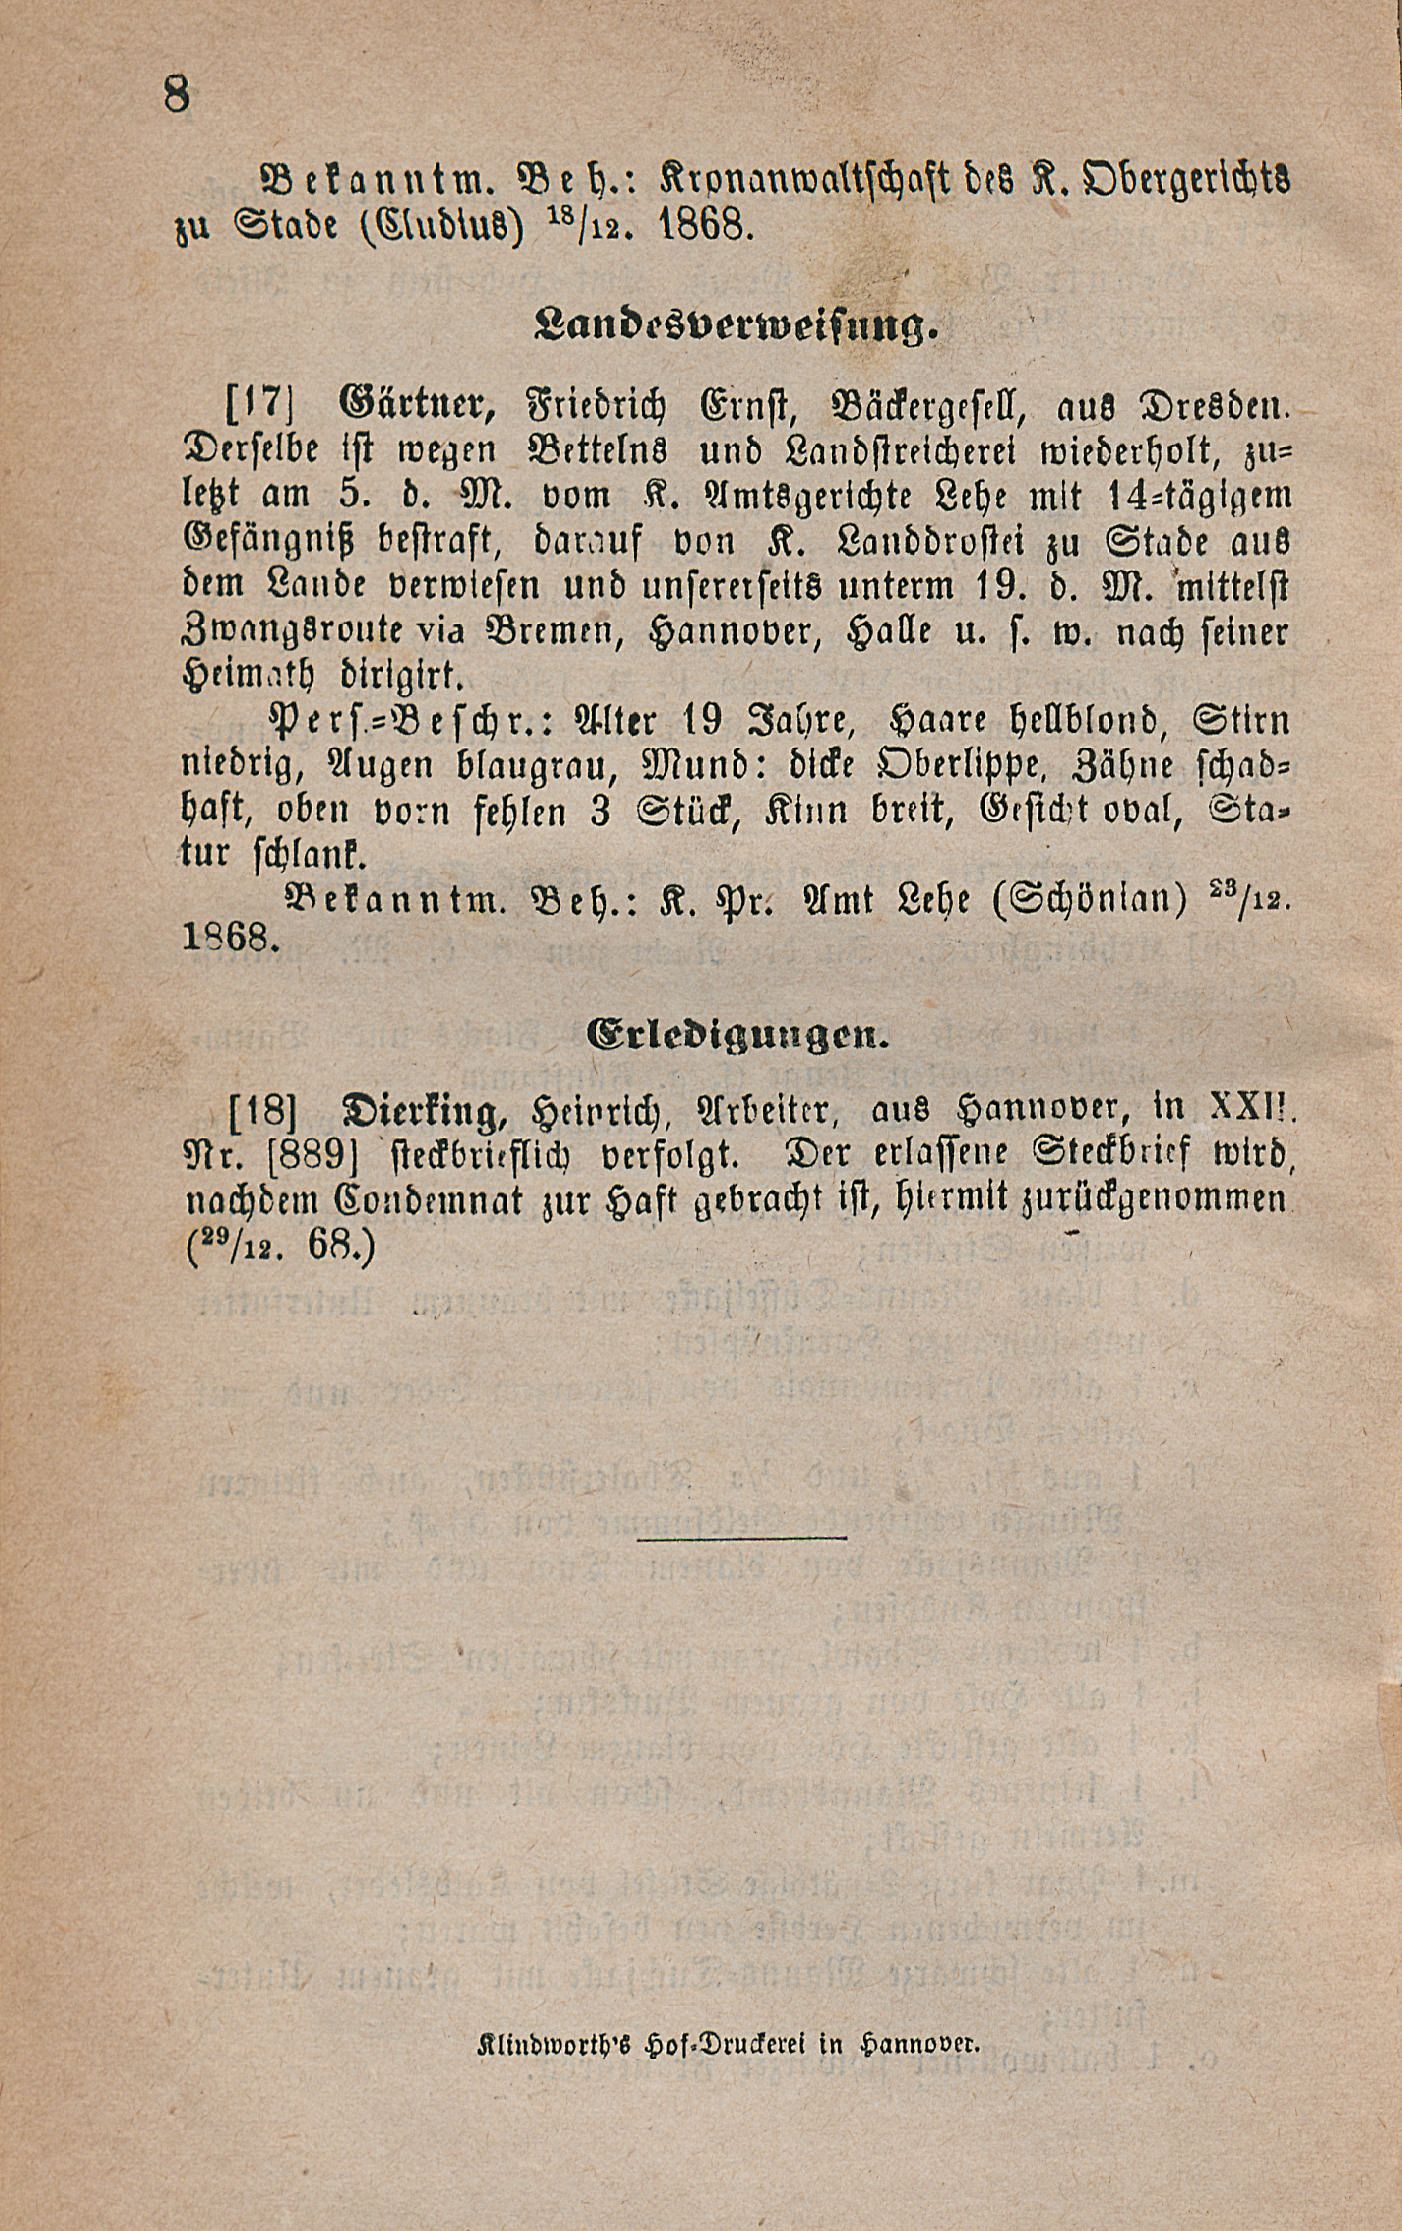 8
Bekanntm. Beh.: Kronanwaltschaft des K. Obergerichts
zu Stade (Cludius) 18/12. 1868.
Landesverweisung.
[17] Gärtner, Friedrich Ernst, Bäckergesell, aus Dresden.
Derselbe ist wegen Bettelns und Landstreicherei wiederholt, zu-
letzt am 5. d. M. vom K. Amtsgerichte Lehe mit 14-tägigem
Gefängniß bestraft, darauf von K. Landdrostei zu Stade aus
dem Lande verwiesen und unsererseits unterm 19. d. M. mittelst
Zwangsroute via Bremen, Hannover, Halle u. s. w. nach seiner
Heimath dirigirt.
Pers.-Beschr.: Alter 19 Jahre, Haare hellblond, Stirn
niedrig, Augen blaugrau, Mund: dicke Oberlippe, Zähne schad-
haft, oben vorn fehlen 3 Stück, Kinn breit, Gesicht oval, Sta-
tur schlank.
Bekanntm. Beh.: K. Pr. Amt Lehe (Schönian) 23/12.
1868.
Erledigungen.
[18] Dierking, Heinrich, Arbeiter, aus Hannover, in XXII.
Nr. [889] steckbrieflich verfolgt. Der erlassene Steckbrief wird,
nachdem Condemnat zur Haft gebracht ist, hiermit zurückgenommen
(29/12. 68.)
Klindworth's Hof-Druckerei in Hannover.